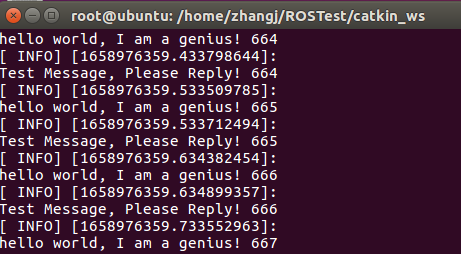 root@ubuntu: /home/zhangj/ROSTest/catkin_ws
hello world, I am a genius! 664
[ INFO] [1658976359.433798644]:
Test Message, Please Reply! 664
[ INFO] [1658976359.533509785]:
hello world, I am a genius! 665
[ INFO] [1658976359.533712494]:
Test Message, Please Reply! 665
[ INFO] [1658976359.634382454]:
hello world, I am a genius! 666
[ INFO] [1658976359.634899357]:
Test Message, Please Reply! 666
[ INFO] [1658976359.733552963]:
hello world, I am a genius! 667